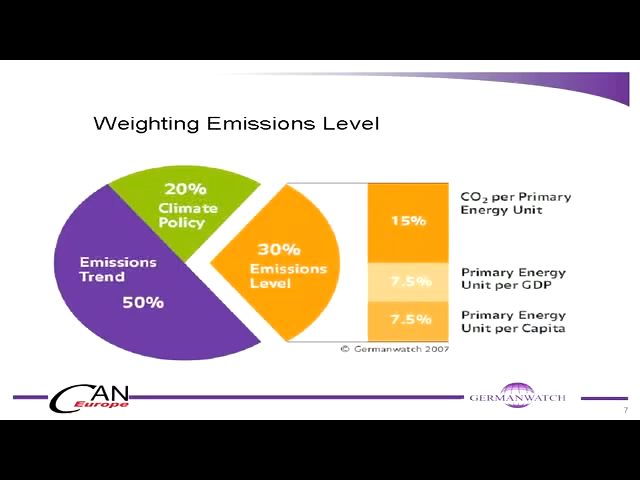 Weighting Emissions Level
20%
Climate
Policy
Emissions
Trend
50%
30%
Emissions
Level
15%
7.5%
7.5%
CO₂ per Primary
Energy Unit
Primary Energy
Unit per GDP
Primary Energy
Unit per Capita
© Germanwatch 2007
CAN
Europe
GERMANWATCH
7